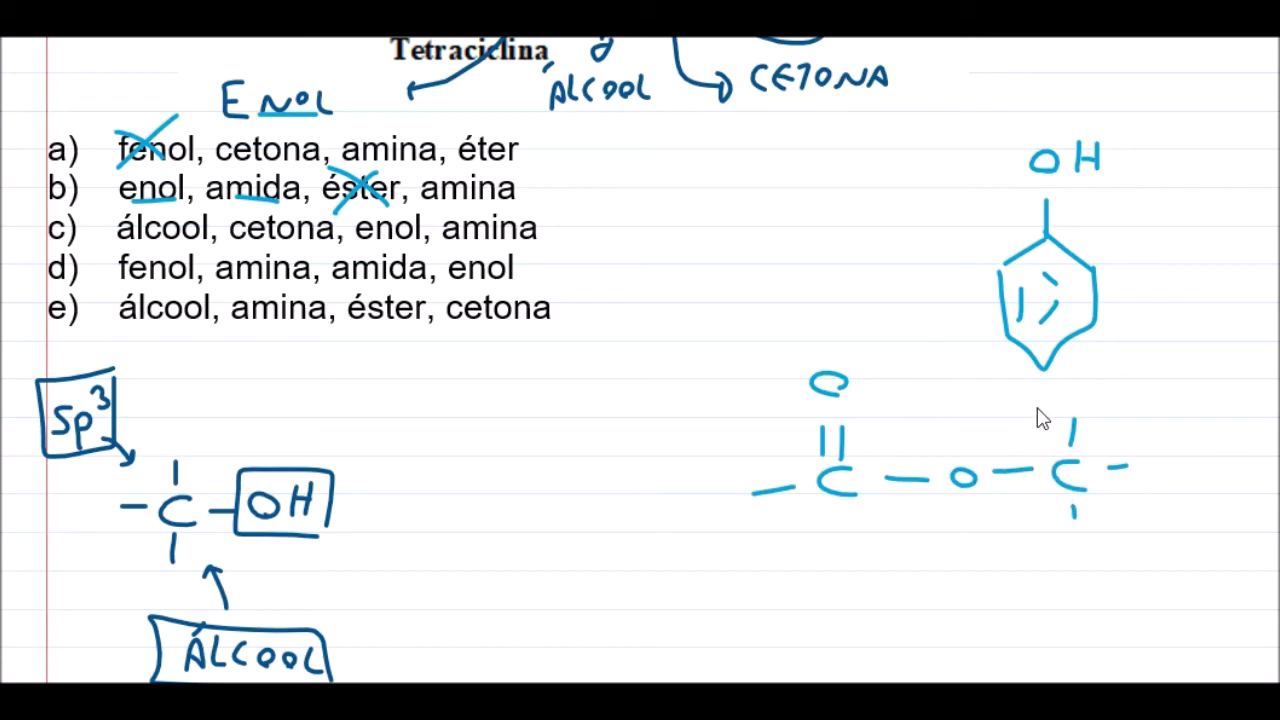 Tetraciclina
ÁLCOOL
CETONA
ENOL
a) fenol, cetona, amina, éter
b) enol, amida, éster, amina
c) álcool, cetona, enol, amina
d) fenol, amina, amida, enol
e) álcool, amina, éster, cetona
OH
Sp³
O
C - OH
C - O - C
ÁLCOOL